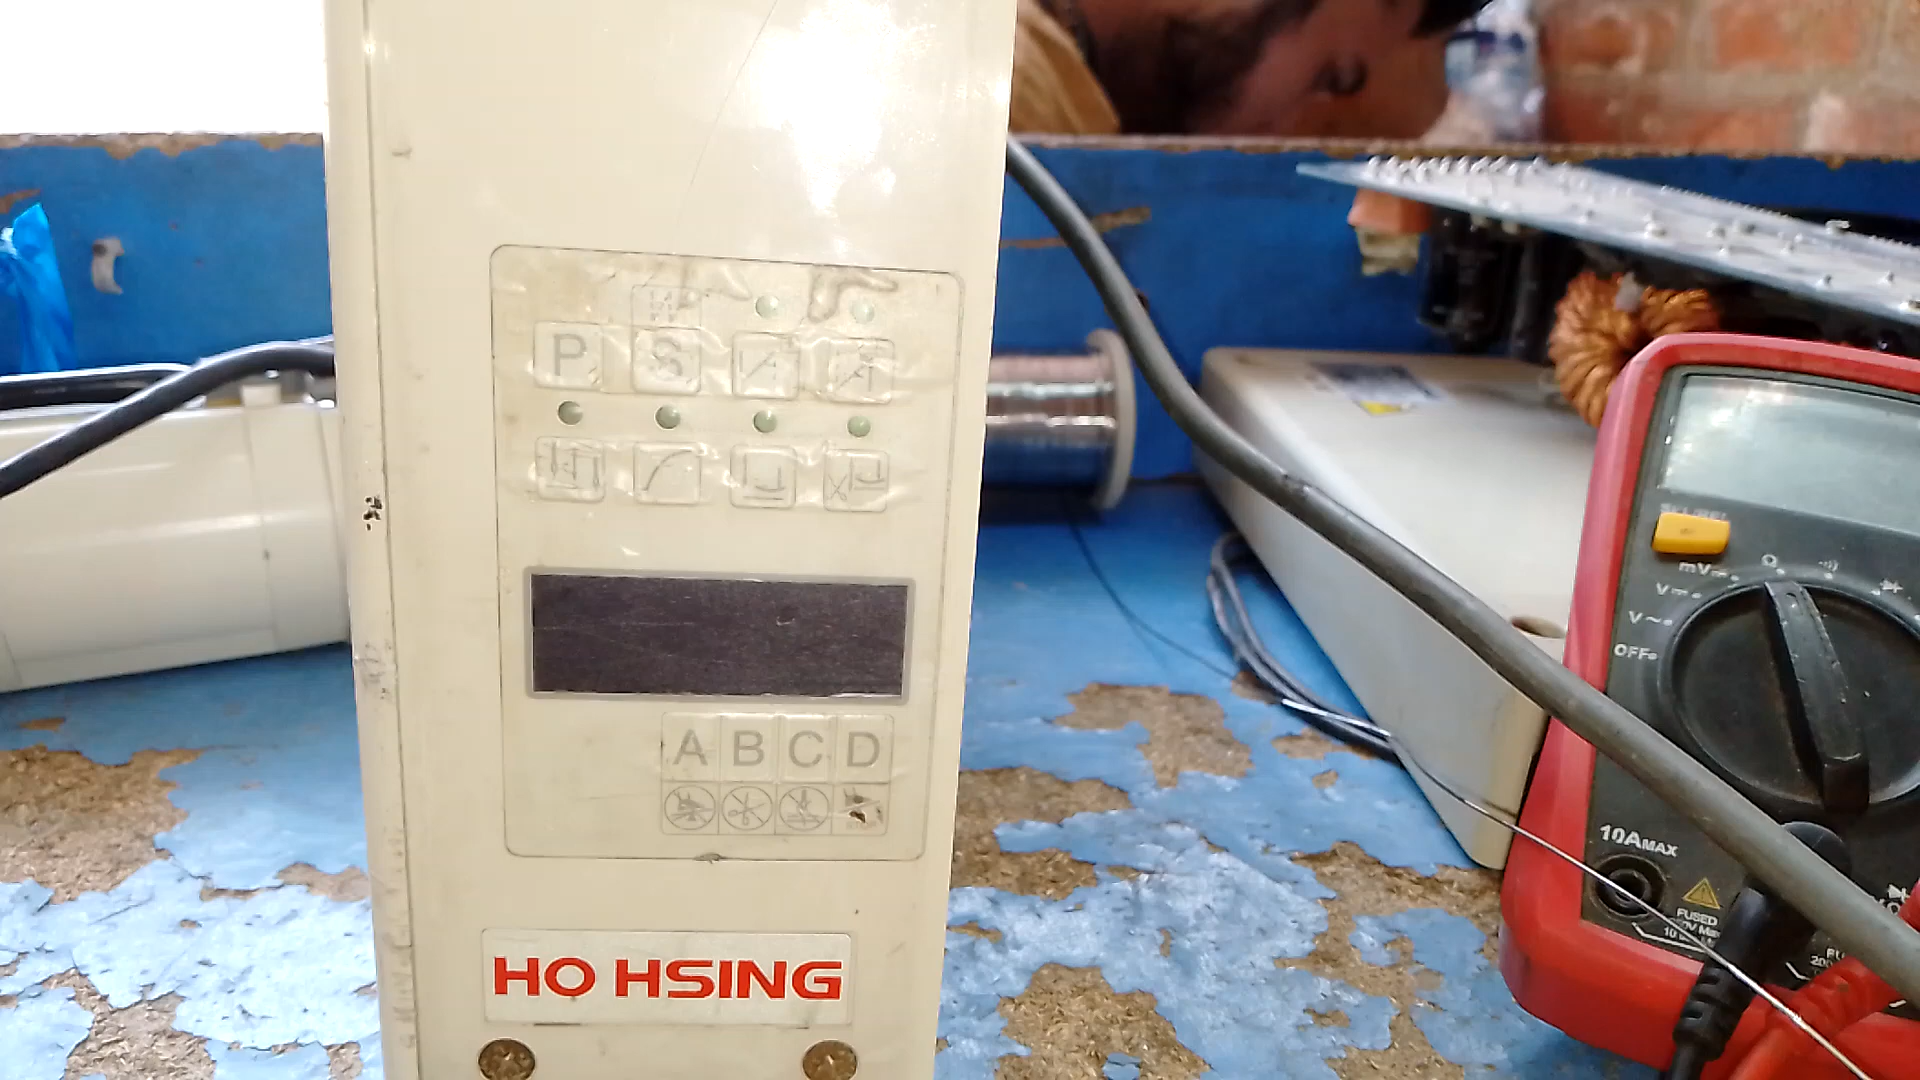 P S
A B C D
HO HSING
mV
V
V~
OFF
10A MAX
FUSED